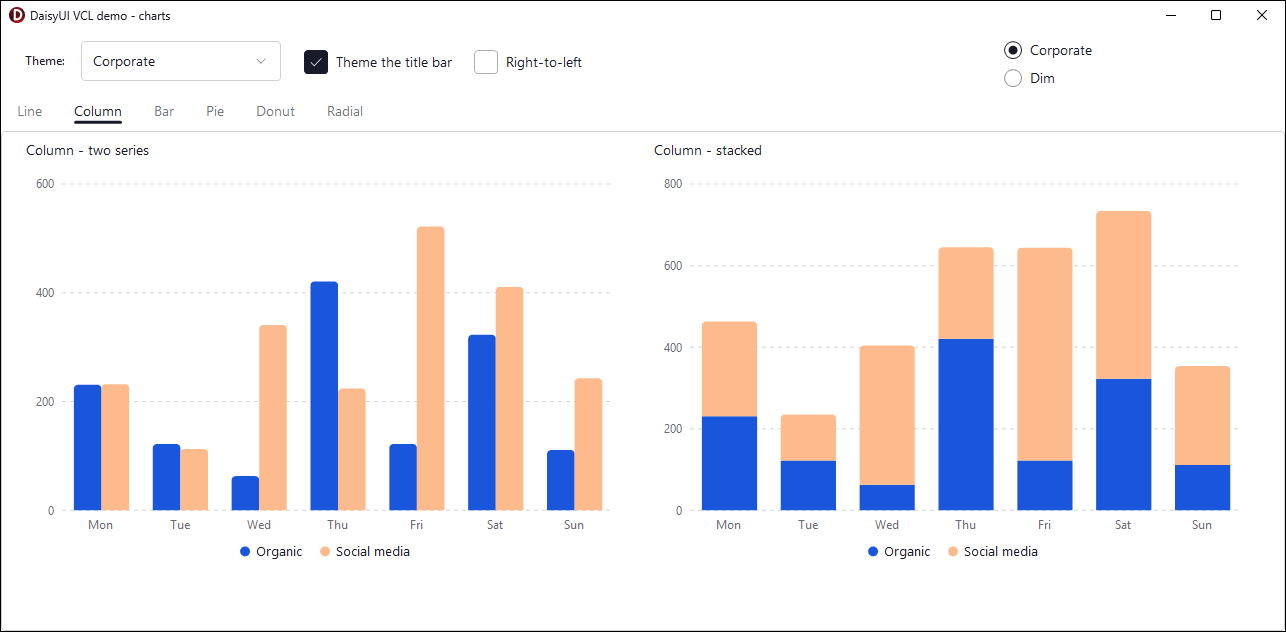 DaisyUI VCL demo - charts
Theme:
Corporate
Theme the title bar
Right-to-left
Corporate
Dim
Line
Column
Bar
Pie
Donut
Radial
Column - two series
600
400
200
0
Mon
Tue
Wed
Thu
Fri
Sat
Sun
Organic
Social media
Column - stacked
800
600
400
200
0
Mon
Tue
Wed
Thu
Fri
Sat
Sun
Organic
Social media